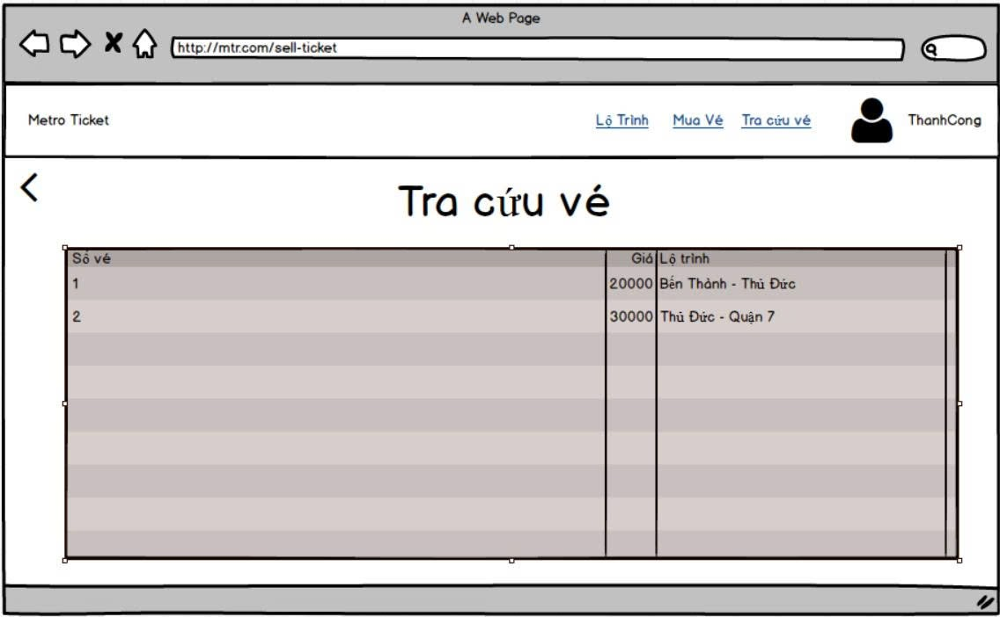 A Web Page
http://mtr.com/sell-ticket
Metro Ticket Lộ Trình Mua Vé Tra cứu vé ThanhCong
Tra cứu vé
Số vé Giá Lộ trình
1 20000 Bến Thành - Thủ Đức
2 30000 Thủ Đức - Quận 7